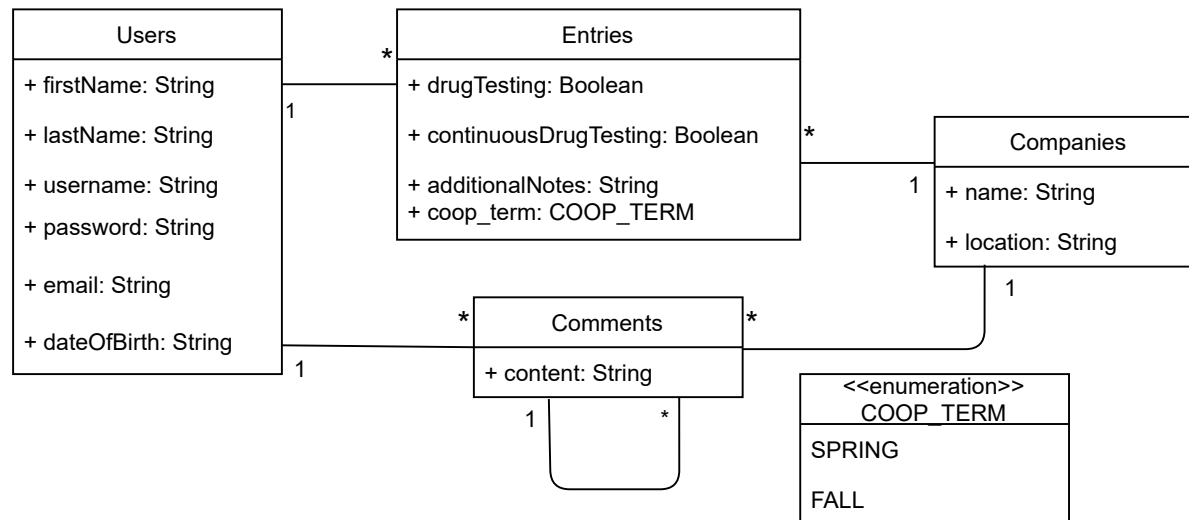 Users
+ firstName: String
+ lastName: String
+ username: String
+ password: String
+ email: String
+ dateOfBirth: String
1
*
Entries
+ drugTesting: Boolean
+ continuousDrugTesting: Boolean
+ additionalNotes: String
+ coop_term: COOP_TERM
*
1
Companies
+ name: String
+ location: String
1
1
*
Comments
*
+ content: String
1
*
<<enumeration>>
COOP_TERM
SPRING
FALL